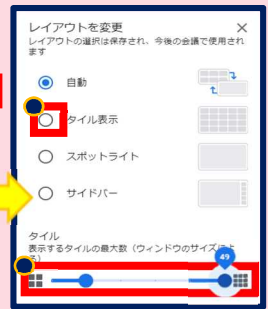 レイアウトを変更
レイアウトの選択は保存され、今後の会議で使用され
ます
自動
タイル表示
スポットライト
サイドバー
タイル
表示するタイルの最大数（ウィンドウのサイズによ
る）
49